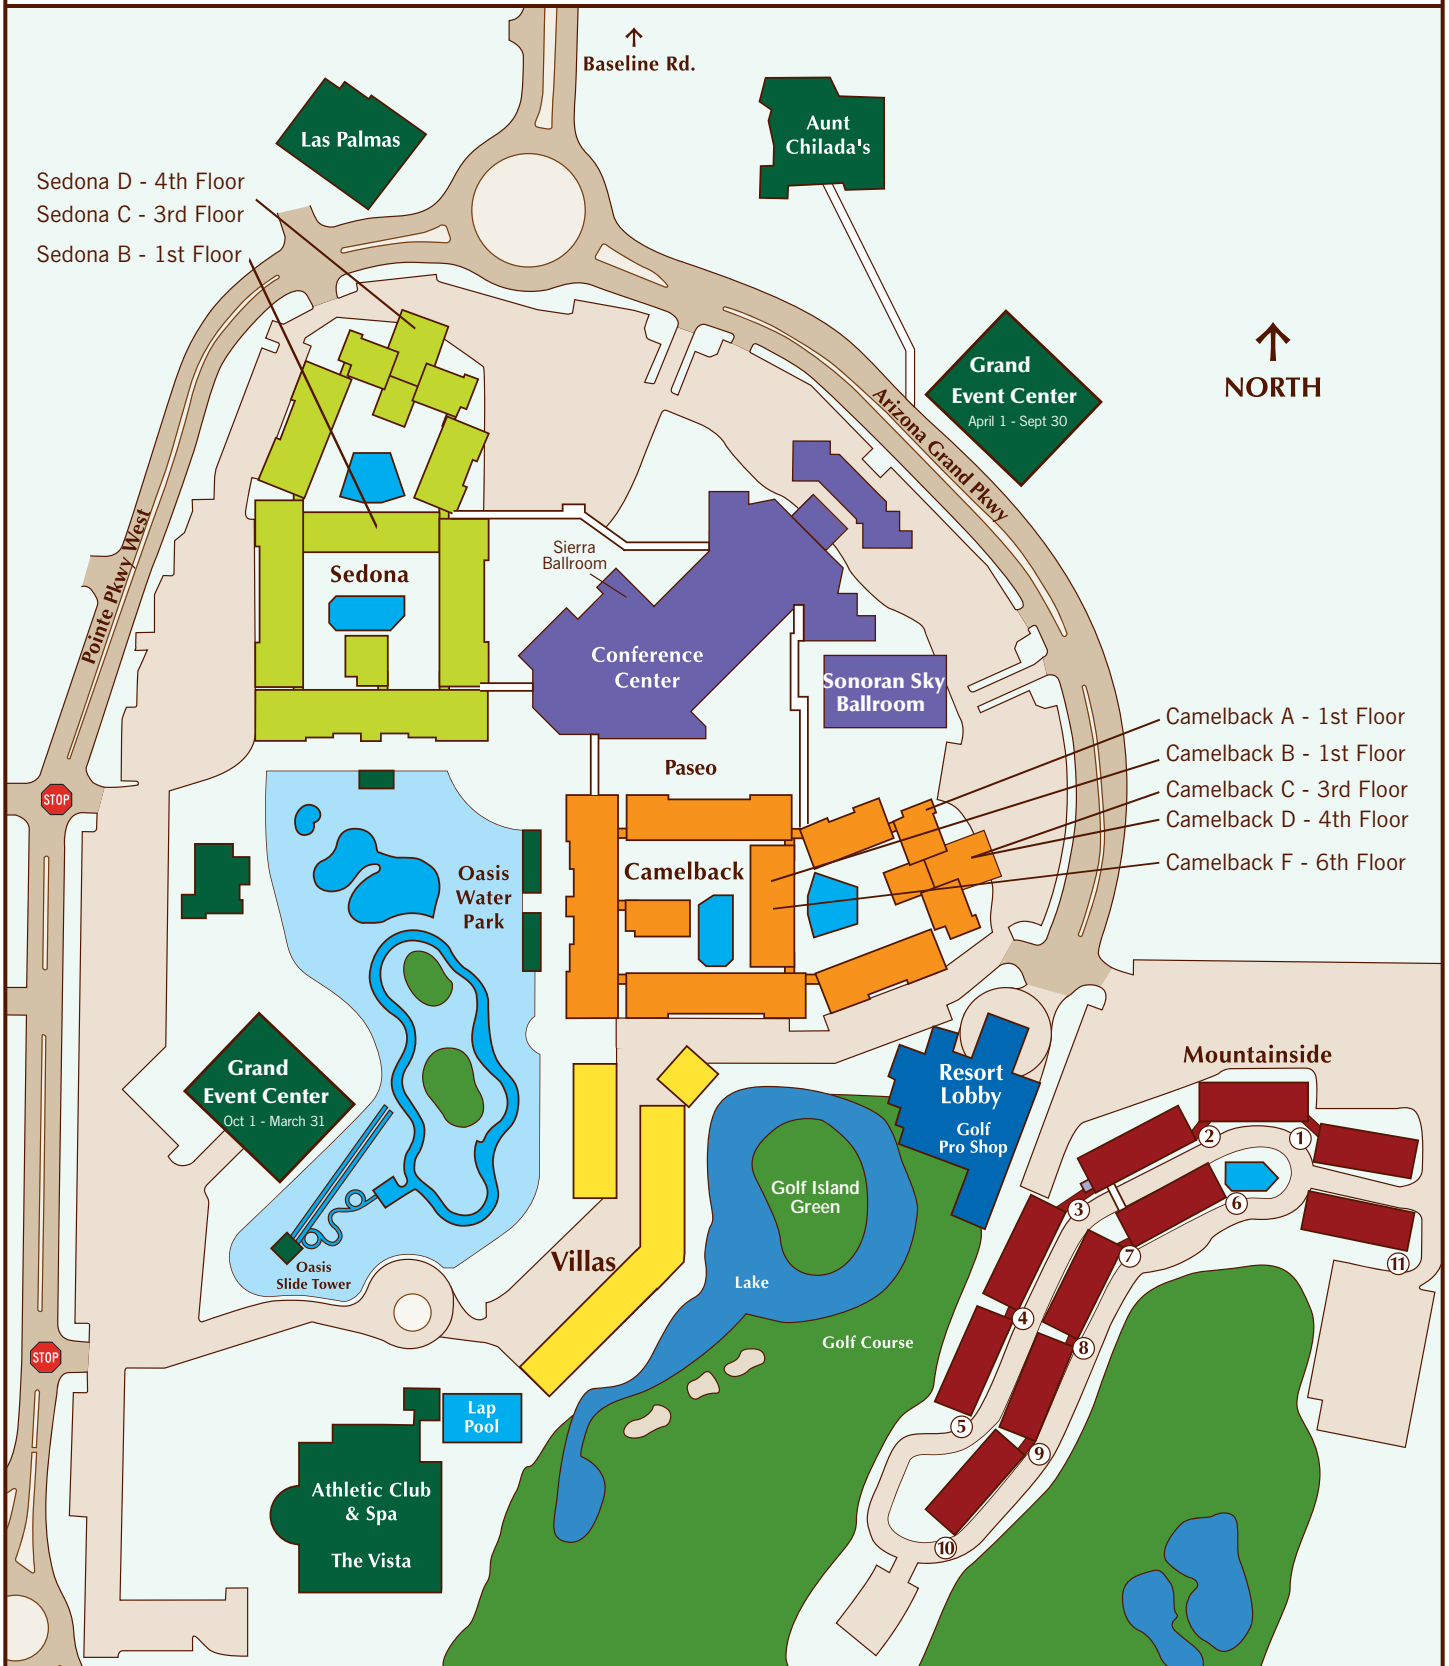 Baseline Rd.
Las Palmas
Aunt
Chilada's
Sedona D - 4th Floor
Sedona C - 3rd Floor
Sedona B - 1st Floor
Grand
Event Center
April 1 - Sept 30
NORTH
Arizona Grand Pkwy
Pointe Pkwy West
Sierra
Ballroom
Sedona
Conference
Center
Sonoran Sky
Ballroom
Camelback A - 1st Floor
Camelback B - 1st Floor
Camelback C - 3rd Floor
Camelback D - 4th Floor
Camelback F - 6th Floor
Paseo
STOP
Oasis
Water
Park
Camelback
Grand
Event Center
Oct 1 - March 31
Resort
Lobby
Golf
Pro Shop
Mountainside
1
2
3
4
5
6
7
8
9
10
11
Golf Island
Green
Lake
Golf Course
Villas
Oasis
Slide Tower
STOP
Lap
Pool
Athletic Club
& Spa
The Vista